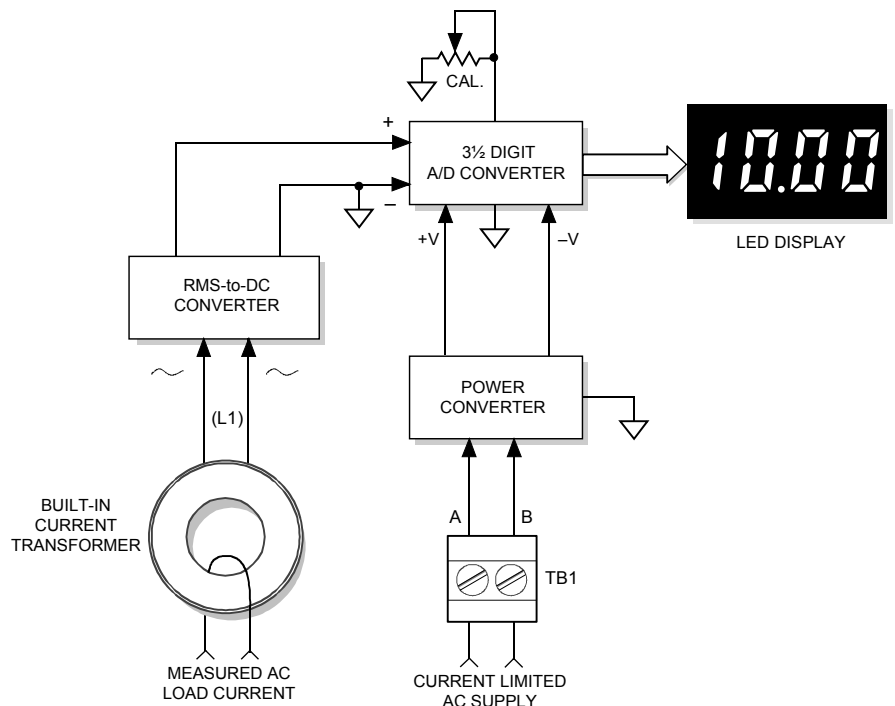 CAL.
+
3½ DIGIT
A/D CONVERTER
–
10.00
LED DISPLAY
+V
–V
RMS-to-DC
CONVERTER
POWER
CONVERTER
(L1)
BUILT-IN
CURRENT
TRANSFORMER
A
B
TB1
MEASURED AC
LOAD CURRENT
CURRENT LIMITED
AC SUPPLY